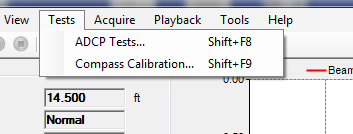 View Tests Acquire Playback Tools Help
ADCP Tests... Shift+F8
Compass Calibration... Shift+F9
0.00
Beam
14.500 ft
Normal